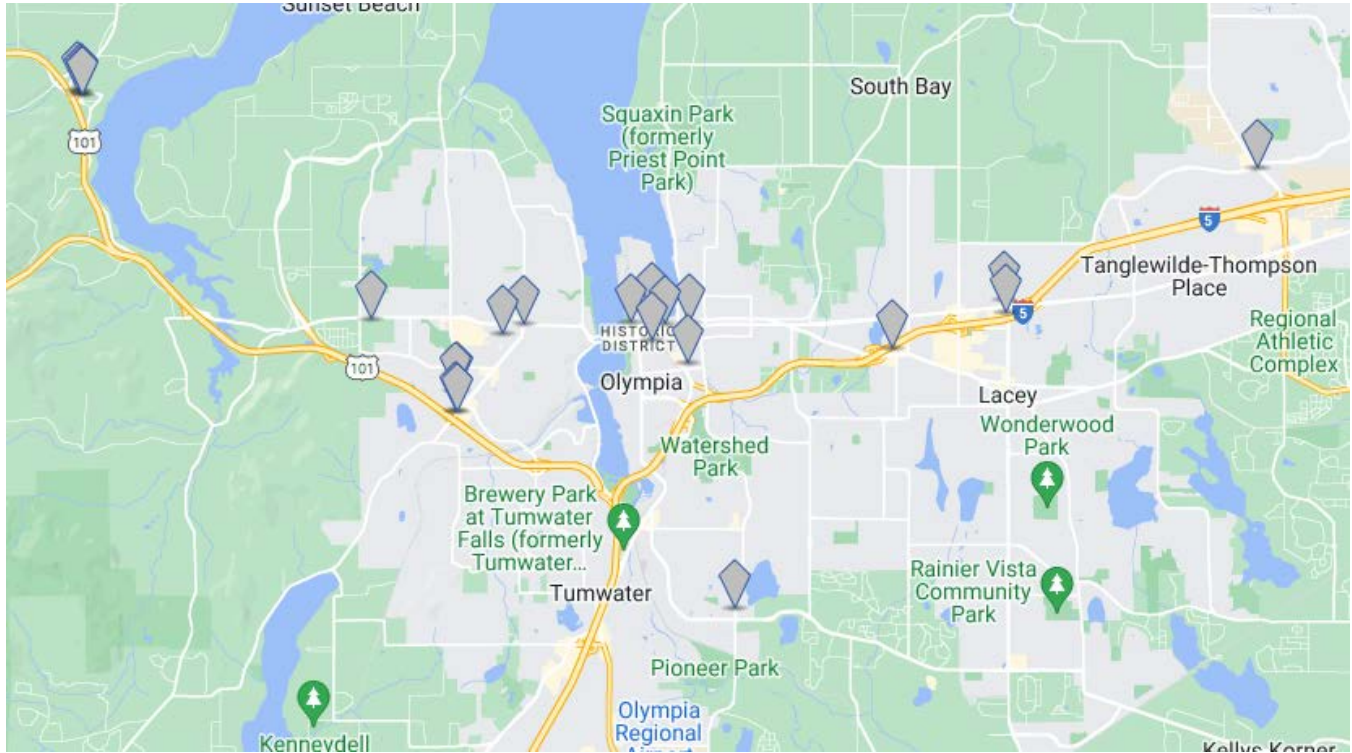 Sunset Beach
South Bay
Squaxin Park
(formerly
Priest Point
Park)
101
5
Tanglewilde-Thompson
Place
5
Regional
Athletic
Complex
HISTORIC
DISTRICT
101
Olympia
Lacey
Wonderwood
Park
Watershed
Park
Brewery Park
at Tumwater
Falls (formerly
Tumwater...
Rainier Vista
Community
Park
Tumwater
Pioneer Park
Olympia
Regional
Airport
Kenneydell
Kellys Korner